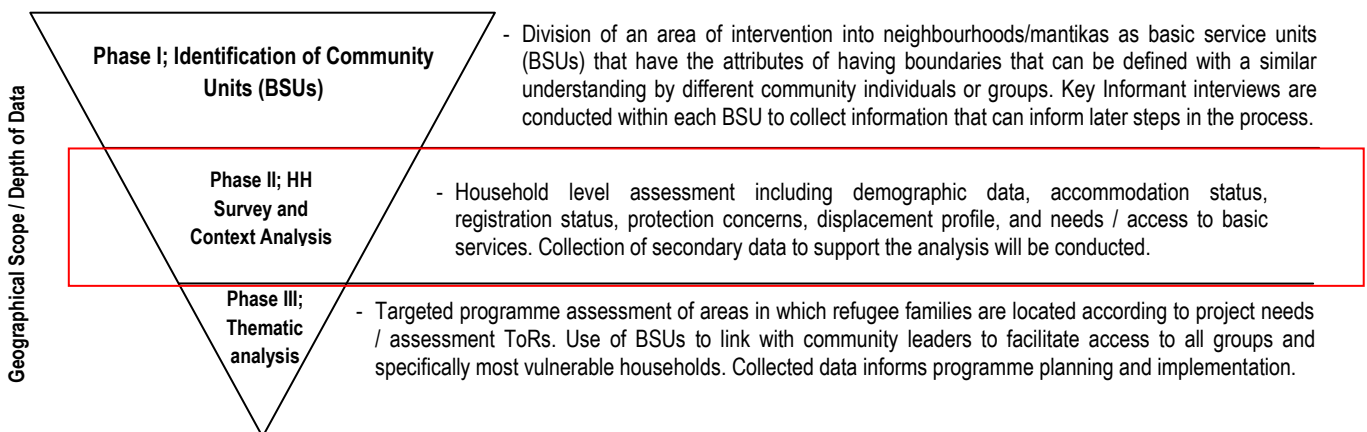 Geographical Scope / Depth of Data
Phase I; Identification of Community
Units (BSUs)
- Division of an area of intervention into neighbourhoods/mantikas as basic service units
(BSUs) that have the attributes of having boundaries that can be defined with a similar
understanding by different community individuals or groups. Key Informant interviews are
conducted within each BSU to collect information that can inform later steps in the process.
Phase II; HH
Survey and
Context Analysis
- Household level assessment including demographic data, accommodation status,
registration status, protection concerns, displacement profile, and needs / access to basic
services. Collection of secondary data to support the analysis will be conducted.
Phase III;
Thematic
analysis
- Targeted programme assessment of areas in which refugee families are located according to project needs
/ assessment ToRs. Use of BSUs to link with community leaders to facilitate access to all groups and
specifically most vulnerable households. Collected data informs programme planning and implementation.